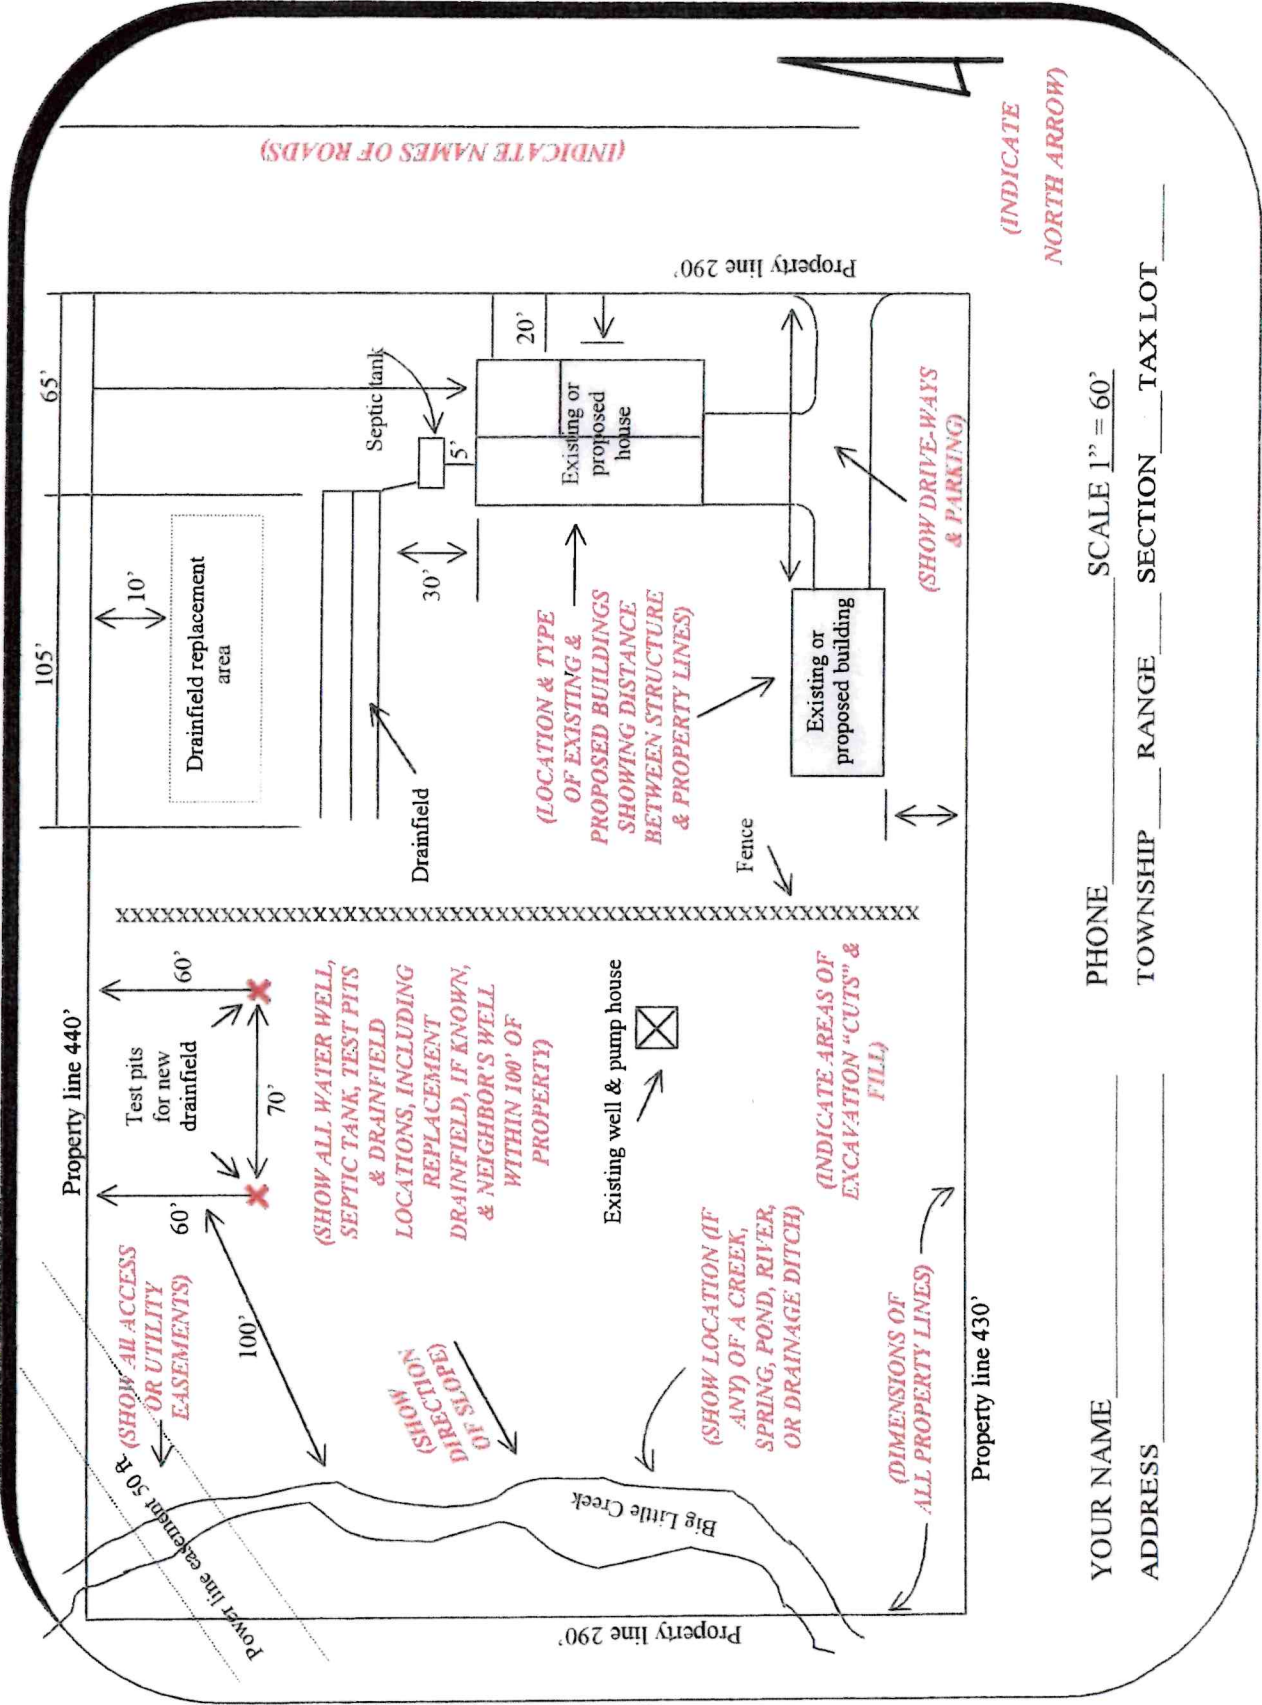 Property line 440'
105'
65'
Power line easement 50 ft.
(SHOW All ACCESS
OR UTILITY
EASEMENTS)
60'
Test pits
for new
drainfield
60'
70'
100'
10'
Drainfield replacement
area
Septic tank
5'
20'
30'
Drainfield
(SHOW ALL WATER WELL,
SEPTIC TANK, TEST PITS
& DRAINFIELD
LOCATIONS, INCLUDING
REPLACEMENT
DRAINFIELD, IF KNOWN,
& NEIGHBOR'S WELL
WITHIN 100' OF
PROPERTY)
XXXXXXXXXXXXXXXXXXXXXXXXXXXXXXXXXXXXXXXXXXXXXXXXXXXX
(INDICATE NAMES OF ROADS)
(SHOW
DIRECTION
OF SLOPE)
Existing or
proposed
house
(LOCATION & TYPE
OF EXISTING &
PROPOSED BUILDINGS
SHOWING DISTANCE
BETWEEN STRUCTURE
& PROPERTY LINES)
Existing well & pump house
Big Little Creek
Property line 290'
Property line 290'
(SHOW LOCATION (IF
ANY) OF A CREEK,
SPRING, POND, RIVER,
OR DRAINAGE DITCH)
Fence
Existing or
proposed building
(INDICATE AREAS OF
EXCAVATION "CUTS" &
FILL)
(SHOW DRIVE-WAYS
& PARKING)
(DIMENSIONS OF
ALL PROPERTY LINES)
Property line 430'
(INDICATE
NORTH ARROW)
YOUR NAME PHONE SCALE 1" = 60'
ADDRESS TOWNSHIP RANGE SECTION TAX LOT